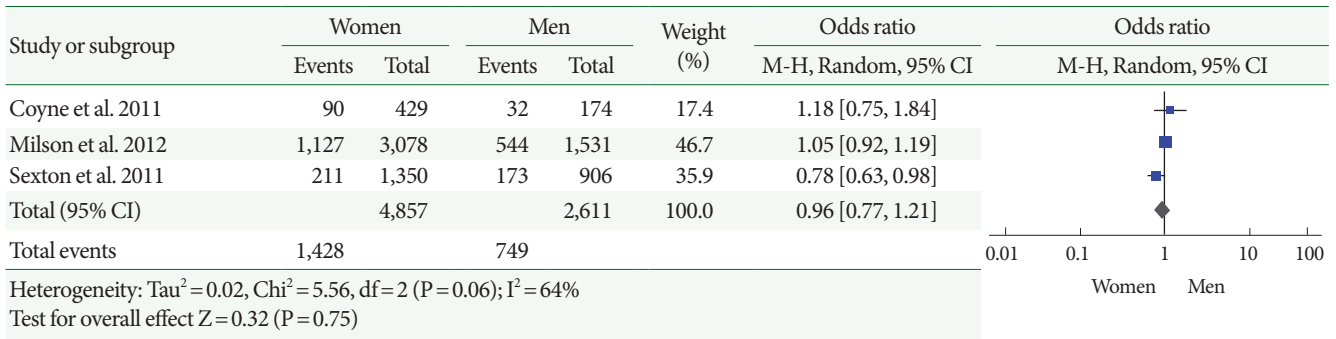 Study or subgroup Women Men Weight (%) Odds ratio Odds ratio
Events Total Events Total M-H, Random, 95% CI M-H, Random, 95% CI
Coyne et al. 2011 90 429 32 174 17.4 1.18 [0.75, 1.84]
Milson et al. 2012 1,127 3,078 544 1,531 46.7 1.05 [0.92, 1.19]
Sexton et al. 2011 211 1,350 173 906 35.9 0.78 [0.63, 0.98]
Total (95% CI) 4,857 2,611 100.0 0.96 [0.77, 1.21]
Total events 1,428 749
0.01 0.1 1 10 100
Women Men
Heterogeneity: Tau² = 0.02, Chi² = 5.56, df = 2 (P = 0.06); I² = 64%
Test for overall effect Z = 0.32 (P = 0.75)